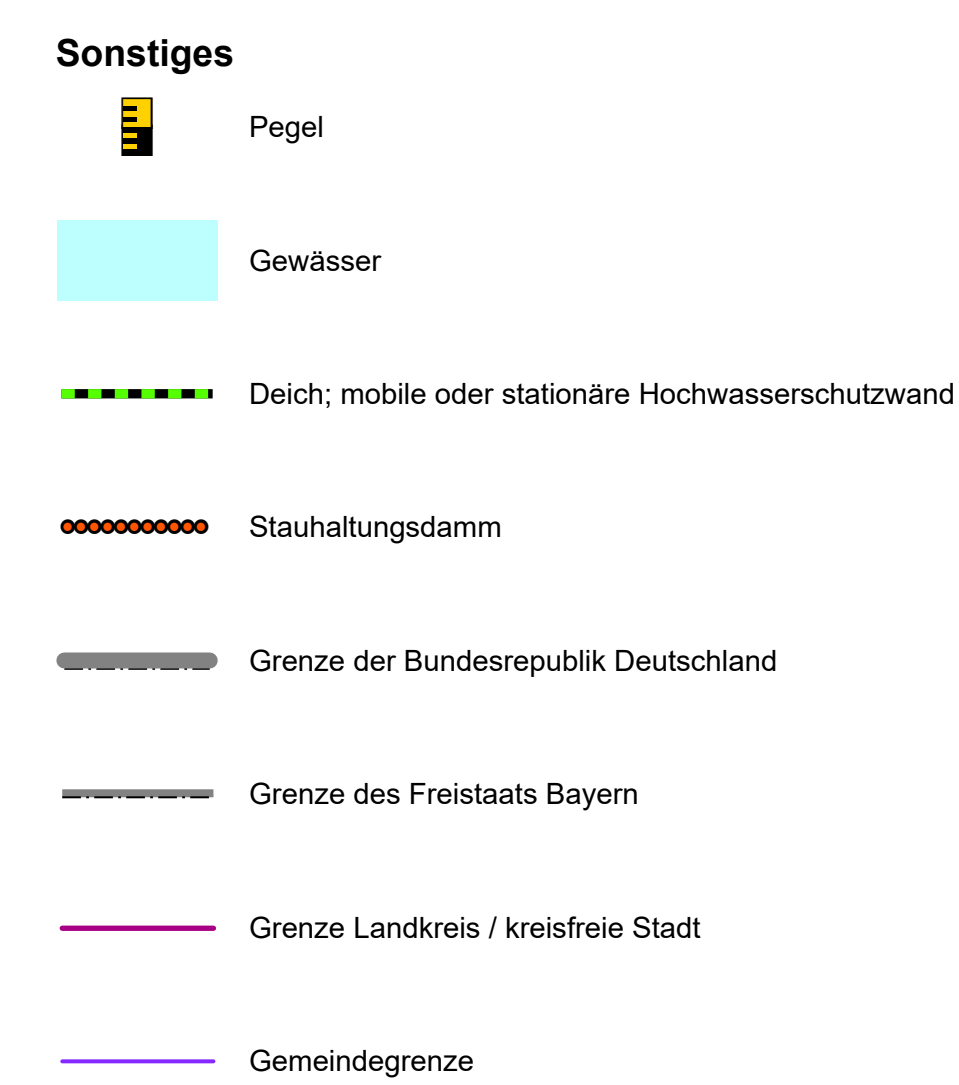 Sonstiges
Pegel
Gewässer
Deich; mobile oder stationäre Hochwasserschutzwand
Stauhaltungsdamm
Grenze der Bundesrepublik Deutschland
Grenze des Freistaats Bayern
Grenze Landkreis / kreisfreie Stadt
Gemeindegrenze